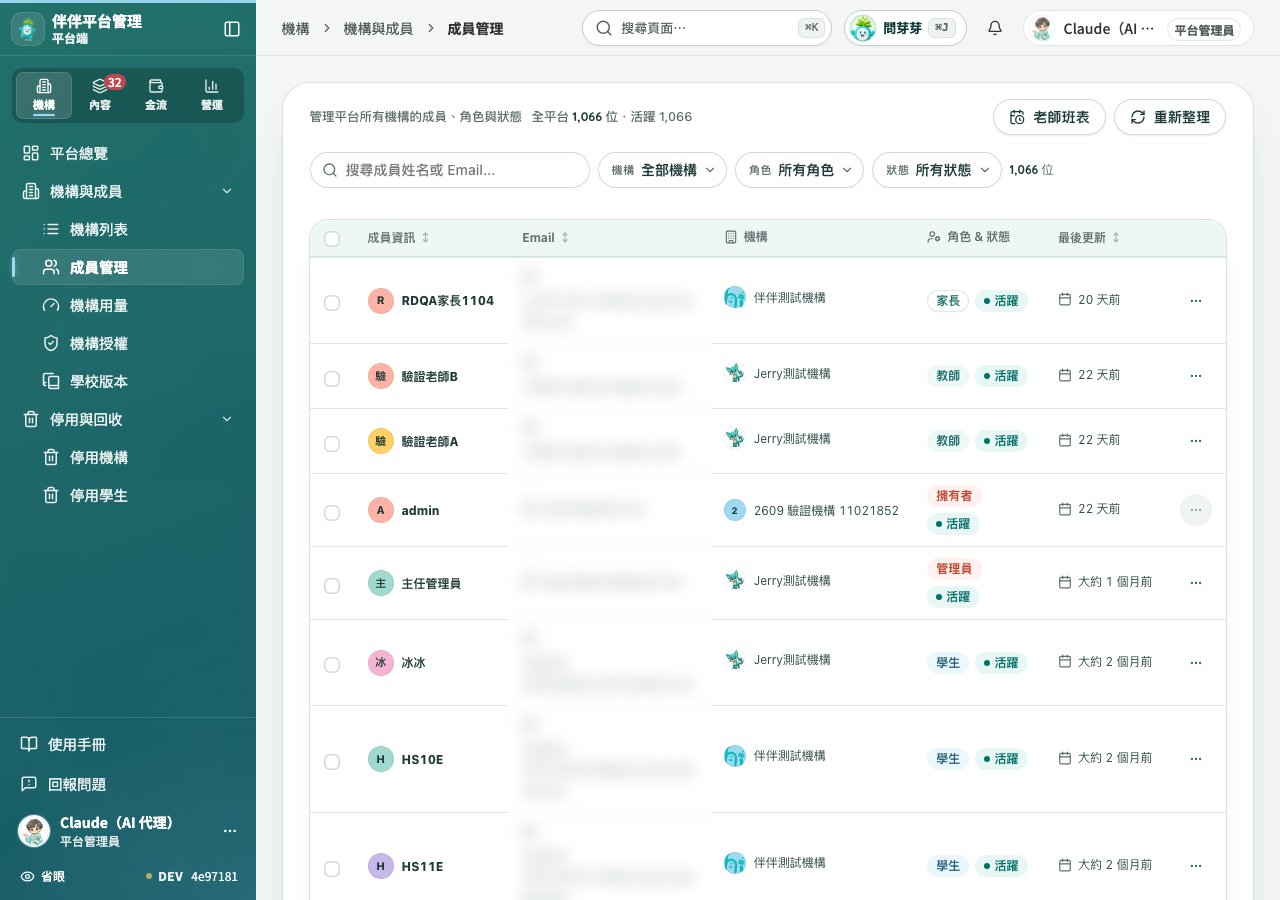 伴伴平台管理
平台端
機構
內容
32
金流
營運
平台總覽
機構與成員
機構列表
成員管理
機構用量
機構授權
學校版本
停用與回收
停用機構
停用學生
使用手冊
回報問題
Claude（AI 代理）
平台管理員
省眼
DEV 4e97181
機構 > 機構與成員 > 成員管理
搜尋頁面… ⌘K
問芽芽 ⌘J
Claude（AI … 平台管理員
管理平台所有機構的成員、角色與狀態 全平台 1,066 位 · 活躍 1,066
老師班表
重新整理
搜尋成員姓名或 Email...
機構 全部機構
角色 所有角色
狀態 所有狀態
1,066 位
成員資訊 Email 機構 角色 & 狀態 最後更新
R RDQA家長1104 伴伴測試機構 家長 活躍 20 天前
驗 驗證老師B Jerry測試機構 教師 活躍 22 天前
驗 驗證老師A Jerry測試機構 教師 活躍 22 天前
A admin 2 2609 驗證機構 11021852 擁有者 活躍 22 天前
主 主任管理員 Jerry測試機構 管理員 活躍 大約 1 個月前
冰 冰冰 Jerry測試機構 學生 活躍 大約 2 個月前
H HS10E 伴伴測試機構 學生 活躍 大約 2 個月前
H HS11E 伴伴測試機構 學生 活躍 大約 2 個月前